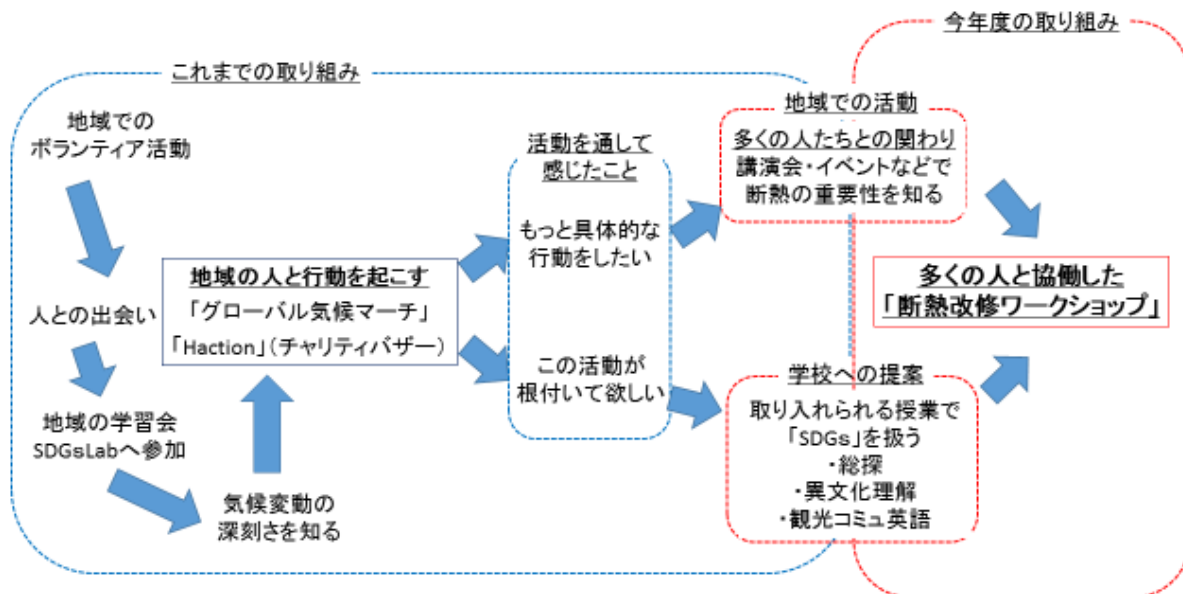 今年度の取り組み
これまでの取り組み
地域での
ボランティア活動
人との出会い
地域の学習会
SDGsLabへ参加
気候変動の
深刻さを知る
地域の人と行動を起こす
「グローバル気候マーチ」
「Haction」(チャリティバザー)
活動を通して
感じたこと
もっと具体的な
行動をしたい
この活動が
根付いて欲しい
地域での活動
多くの人たちとの関わり
講演会・イベントなどで
断熱の重要性を知る
学校への提案
取り入れられる授業で
「SDGs」を扱う
・総探
・異文化理解
・観光コミュ英語
多くの人と協働した
「断熱改修ワークショップ」